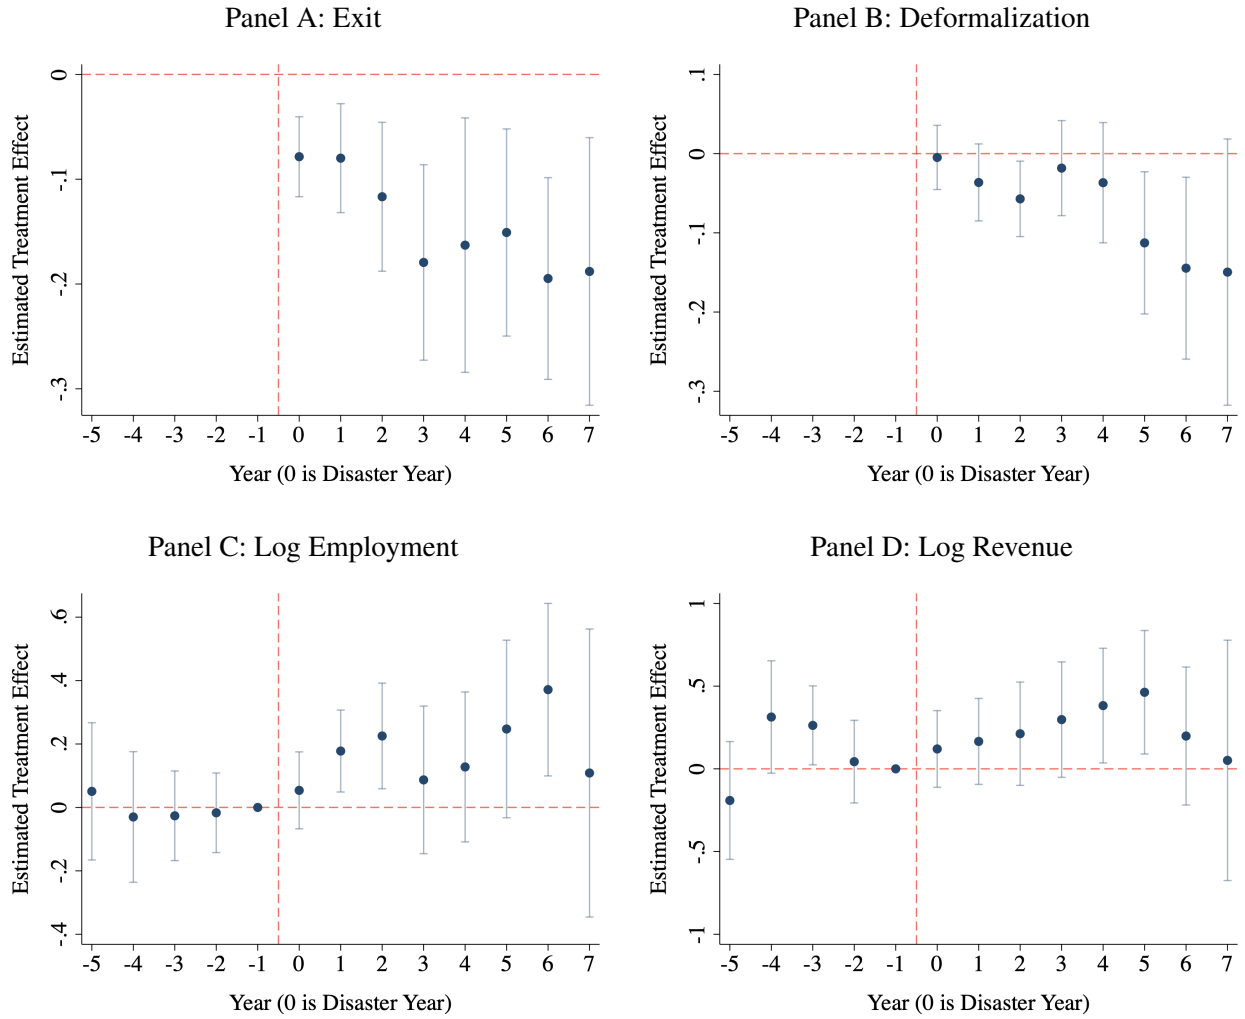 Panel A: Exit
Estimated Treatment Effect
0
-.1
-.2
-.3
-5 -4 -3 -2 -1 0 1 2 3 4 5 6 7
Year (0 is Disaster Year)
Panel B: Deformalization
Estimated Treatment Effect
.1
0
-.1
-.2
-.3
-5 -4 -3 -2 -1 0 1 2 3 4 5 6 7
Year (0 is Disaster Year)
Panel C: Log Employment
Estimated Treatment Effect
.6
.4
.2
0
-.2
-.4
-5 -4 -3 -2 -1 0 1 2 3 4 5 6 7
Year (0 is Disaster Year)
Panel D: Log Revenue
Estimated Treatment Effect
1
.5
0
-.5
-1
-5 -4 -3 -2 -1 0 1 2 3 4 5 6 7
Year (0 is Disaster Year)